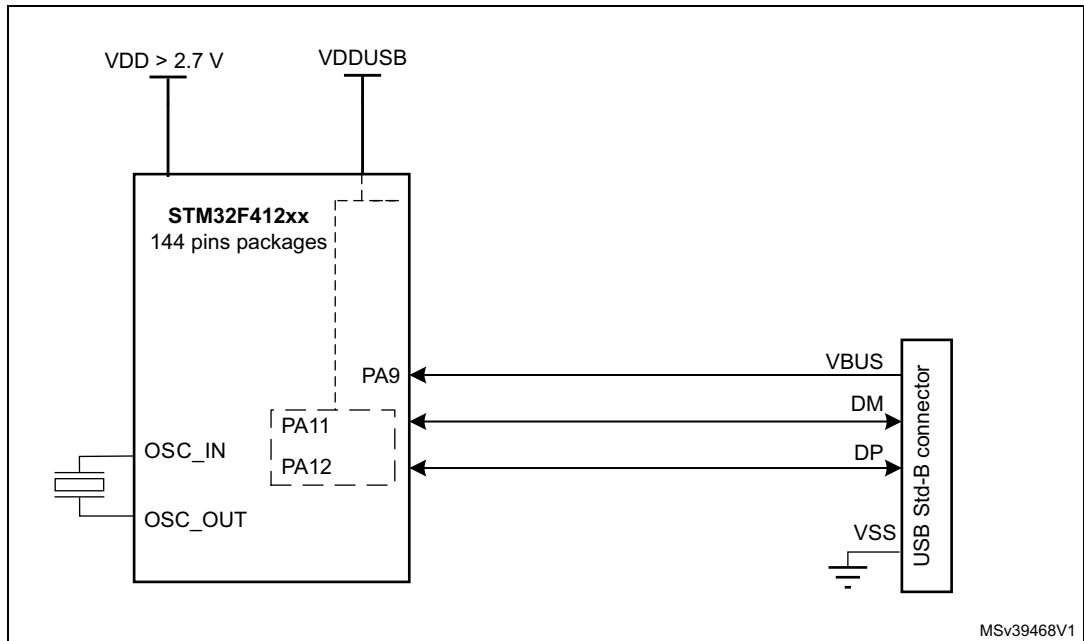 VDD > 2.7 V
VDDUSB
STM32F412xx
144 pins packages
PA9
VBUS
PA11
DM
PA12
DP
OSC_IN
OSC_OUT
VSS
USB Std-B connector
MSv39468V1